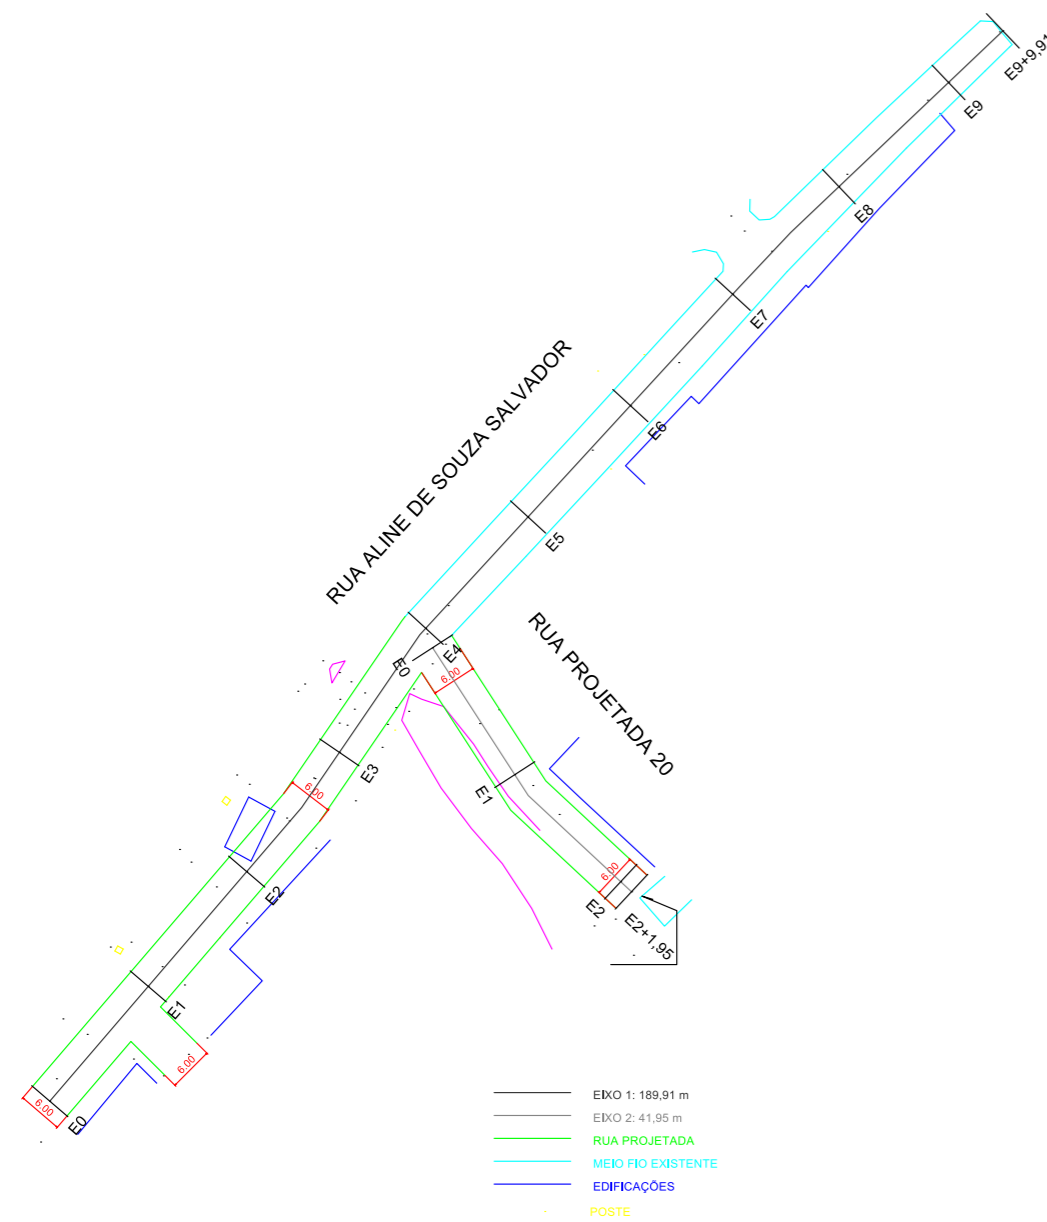 E9+9,91
E9
E8
E7
E6
RUA ALINE DE SOUZA SALVADOR
E5
RUA PROJETADA 20
E4
E0
6.00
E3
6.00
E1
E2
6.00
E2
E2+1,95
E1
6.00
6.00
E0
EIXO 1: 189,91 m
EIXO 2: 41,95 m
RUA PROJETADA
MEIO FIO EXISTENTE
EDIFICAÇÕES
POSTE